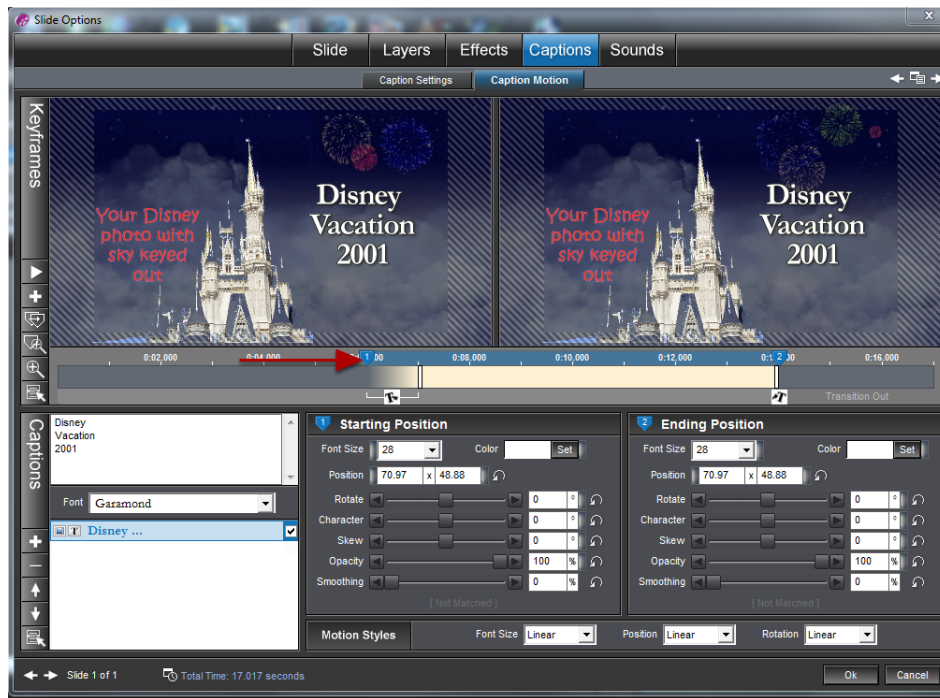 Slide Options
x
Slide Layers Effects Captions Sounds
Caption Settings Caption Motion
Keyframes
Your Disney
photo with
sky keyed
out
Disney
Vacation
2001
Your Disney
photo with
sky keyed
out
Disney
Vacation
2001
0:02,000 0:04,000 1 0:08,000 0:10,000 0:12,000 2 0:16,000
Transition Out
Captions
Disney
Vacation
2001
Font Garamond
T Disney ...
1 Starting Position
Font Size 28 Color Set
Position 70.97 x 48.88
Rotate 0 °
Character 0 °
Skew 0 °
Opacity 100 %
Smoothing 0 %
[ Not Matched ]
2 Ending Position
Font Size 28 Color Set
Position 70.97 x 48.88
Rotate 0 °
Character 0 °
Skew 0 °
Opacity 100 %
Smoothing 0 %
[ Not Matched ]
Motion Styles Font Size Linear Position Linear Rotation Linear
Slide 1 of 1 Total Time: 17.017 seconds Ok Cancel